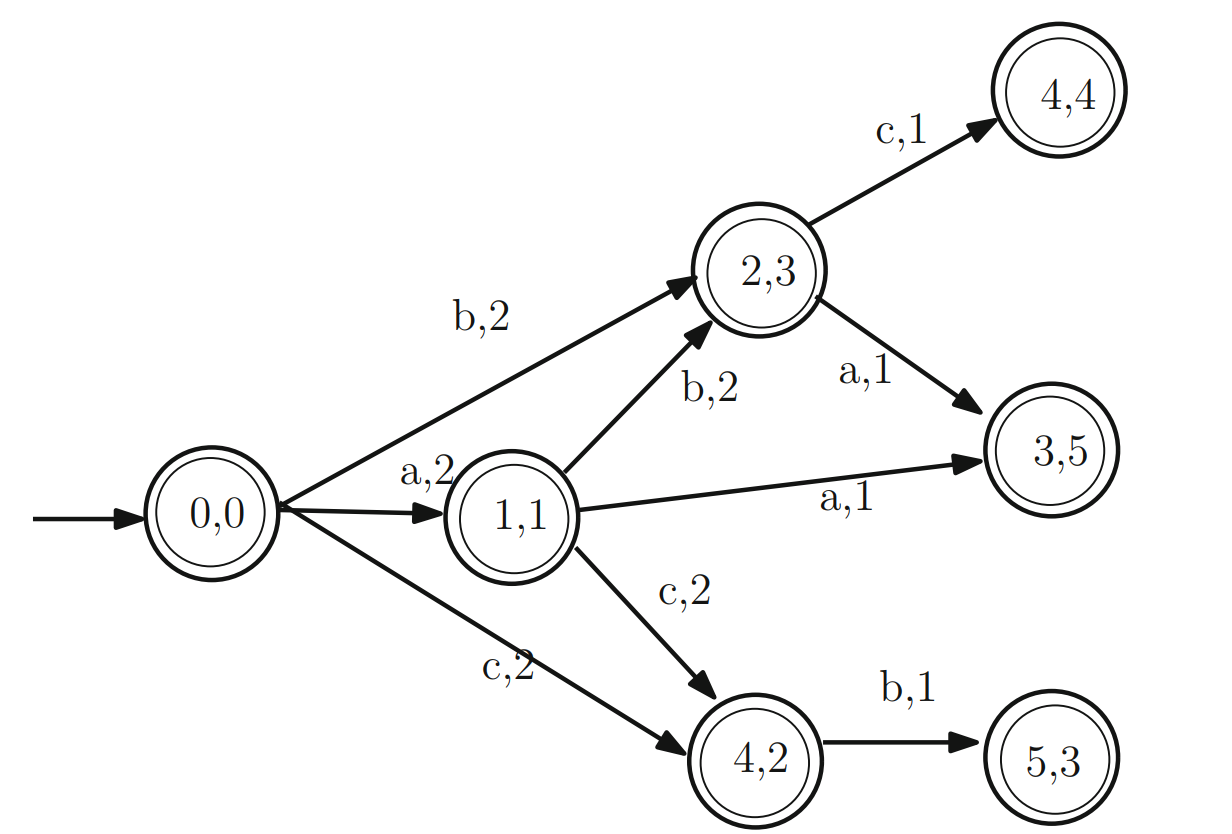 4,4
c,1
2,3
b,2
a,1
b,2
3,5
a,2
a,1
0,0
1,1
c,2
c,2
b,1
4,2
5,3